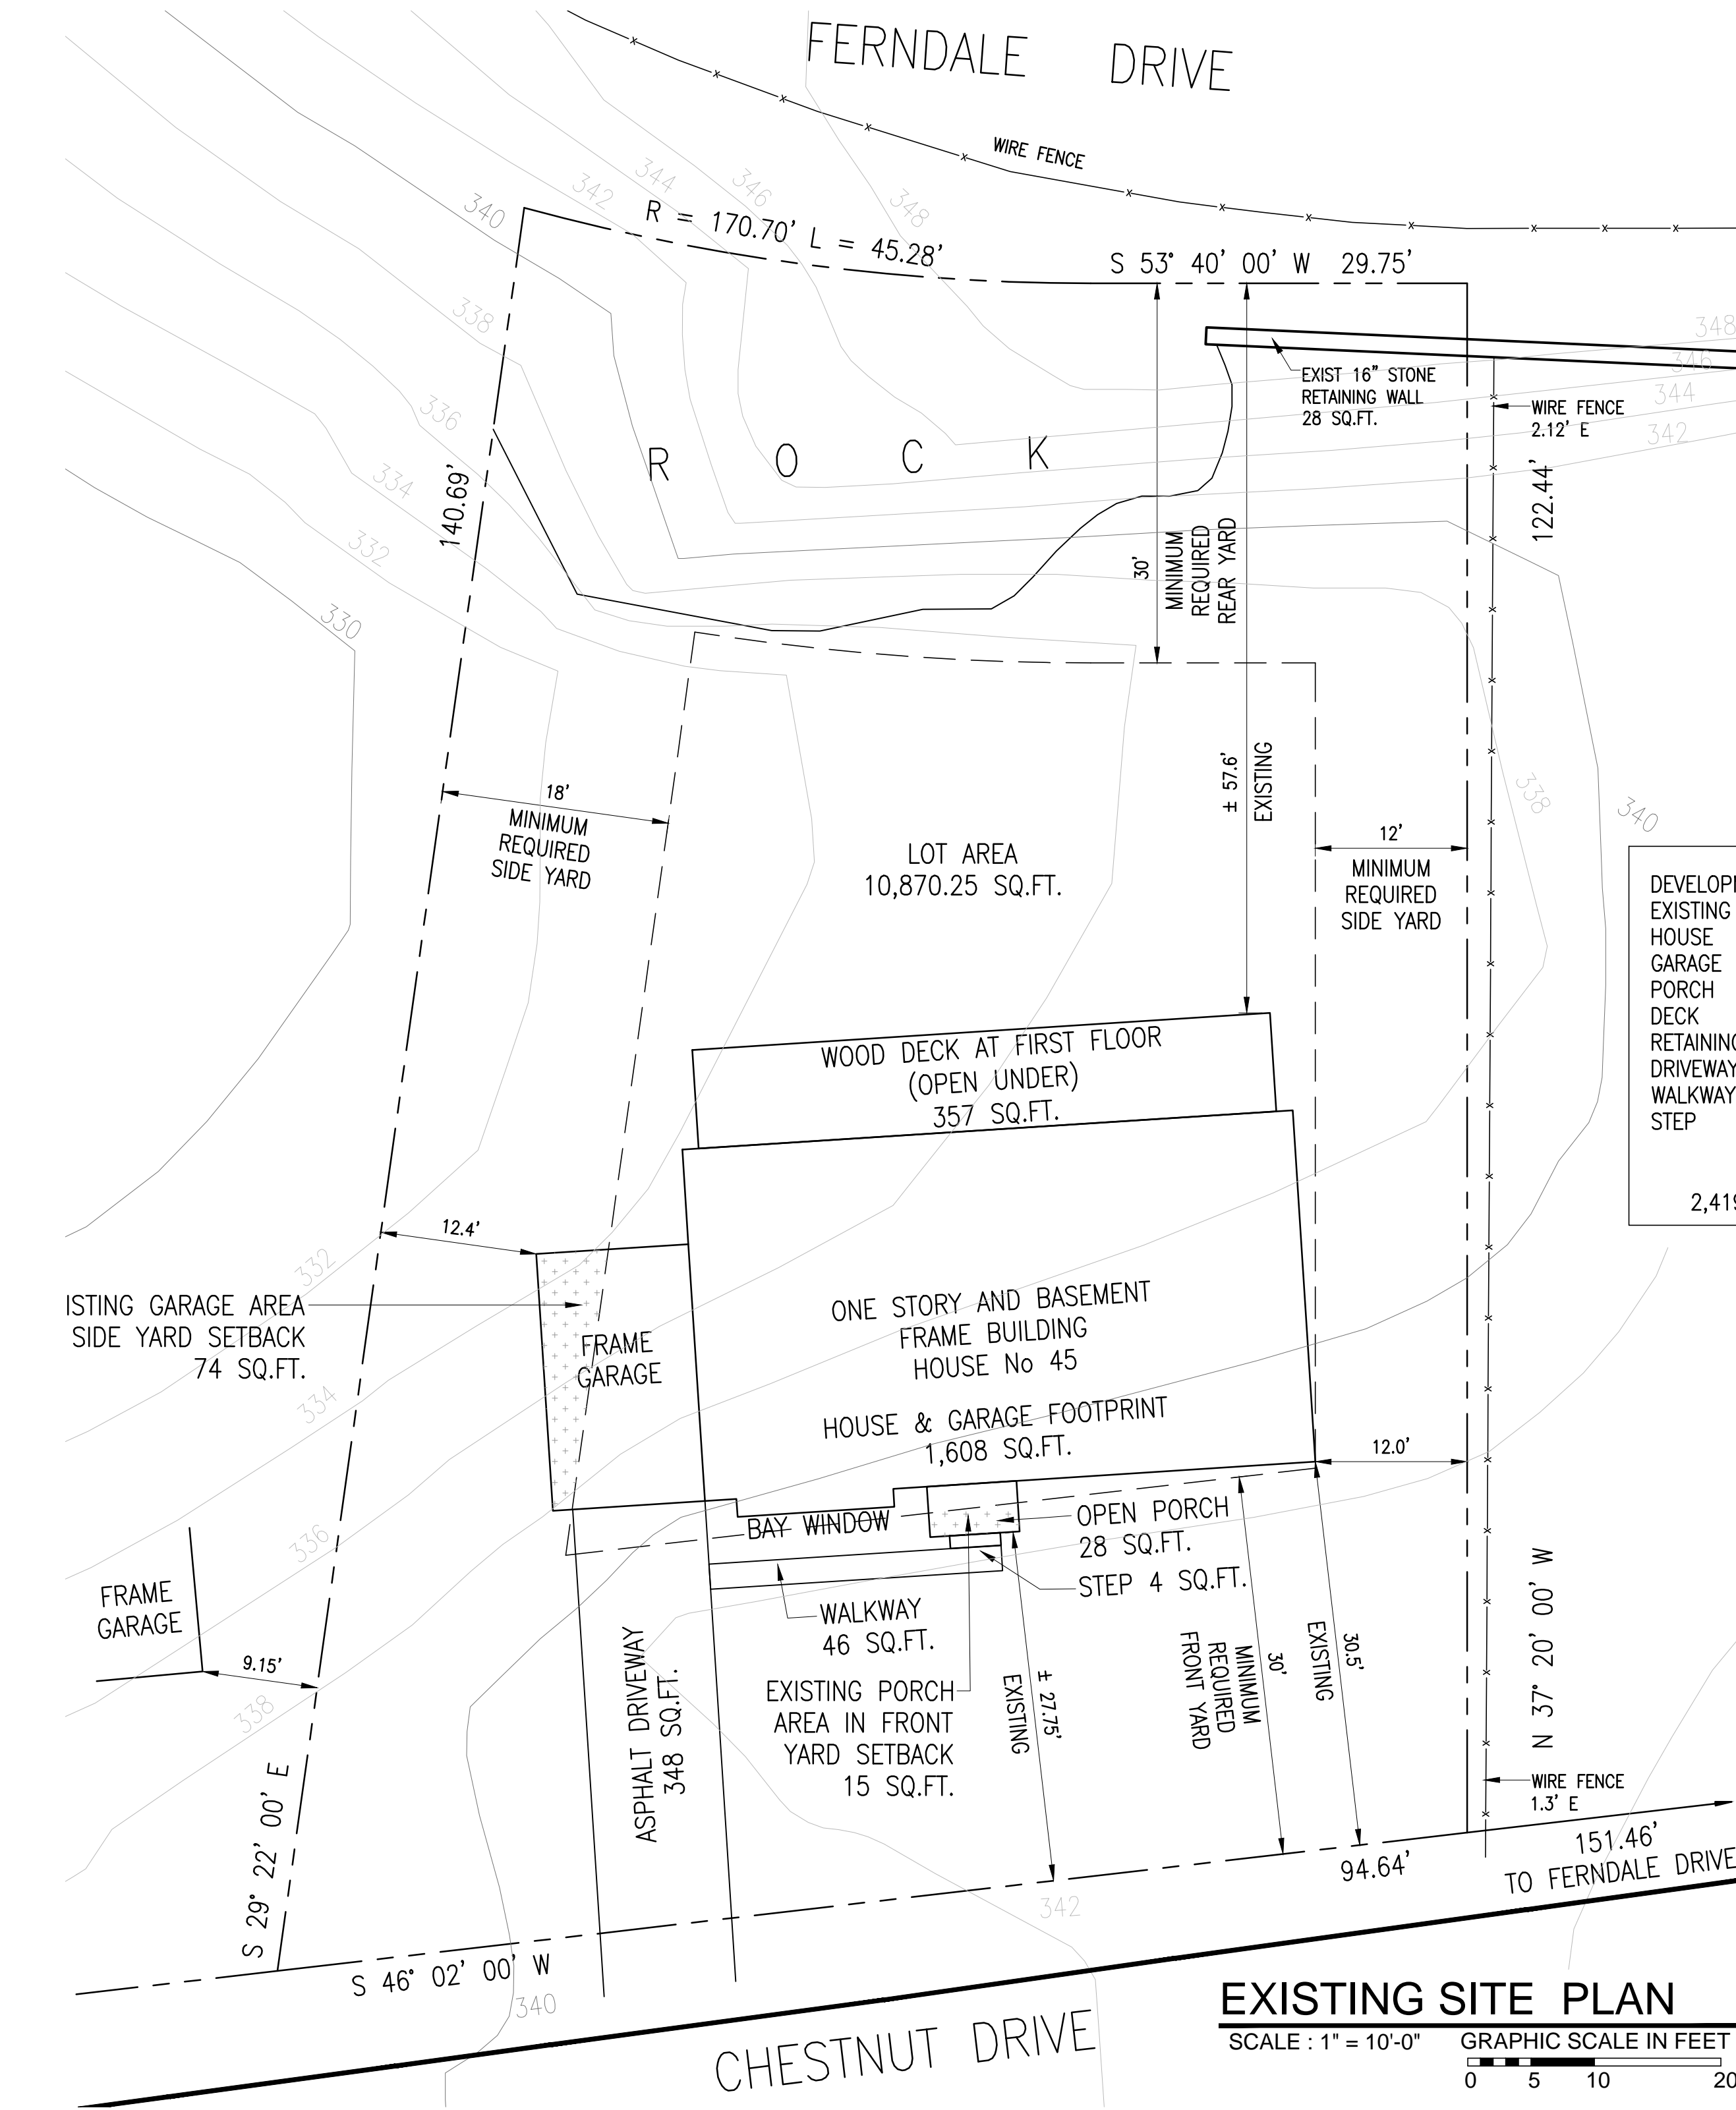 FERNDALE DRIVE
WIRE FENCE
340
342
344
346
348
R = 170.70' L = 45.28'
S 53° 40' 00' W 29.75'
338
336
334
332
330
348
346
344
342
EXIST 16" STONE
RETAINING WALL
28 SQ.FT.
WIRE FENCE
2.12' E
R O C K
140.69'
122.44'
30'
MINIMUM
REQUIRED
REAR YARD
± 57.6'
EXISTING
18'
MINIMUM
REQUIRED
SIDE YARD
LOT AREA
10,870.25 SQ.FT.
12'
MINIMUM
REQUIRED
SIDE YARD
338
340
DEVELOP
EXISTING
HOUSE
GARAGE
PORCH
DECK
RETAINING
DRIVEWAY
WALKWAY
STEP
2,419
WOOD DECK AT FIRST FLOOR
(OPEN UNDER)
357 SQ.FT.
12.4'
332
ISTING GARAGE AREA
SIDE YARD SETBACK
74 SQ.FT.
334
336
338
FRAME
GARAGE
ONE STORY AND BASEMENT
FRAME BUILDING
HOUSE No 45
HOUSE & GARAGE FOOTPRINT
1,608 SQ.FT.
12.0'
BAY WINDOW
OPEN PORCH
28 SQ.FT.
STEP 4 SQ.FT.
WALKWAY
46 SQ.FT.
EXISTING PORCH
AREA IN FRONT
YARD SETBACK
15 SQ.FT.
FRAME
GARAGE
9.15'
ASPHALT DRIVEWAY
348 SQ.FT.
± 27.75'
EXISTING
30'
MINIMUM
REQUIRED
FRONT YARD
30.5'
EXISTING
N 37° 20' 00' W
WIRE FENCE
1.3' E
S 29° 22' 00' E
S 46° 02' 00' W
94.64'
151.46'
TO FERNDALE DRIVE
340
342
CHESTNUT DRIVE
EXISTING SITE PLAN
SCALE : 1" = 10'-0" GRAPHIC SCALE IN FEET
0 5 10 20